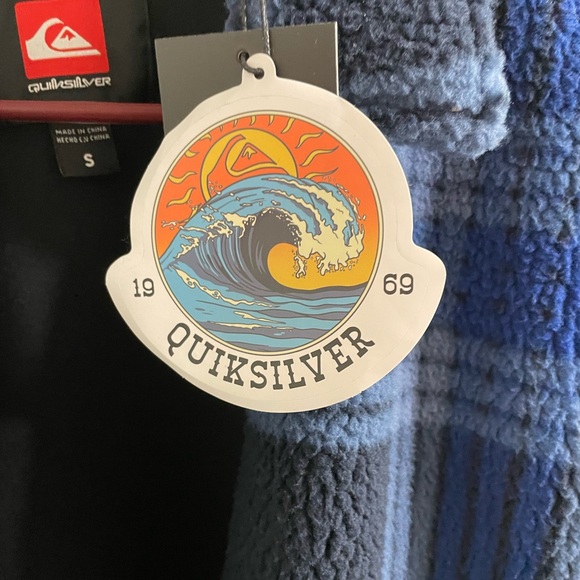 QUIKSILVER
MADE IN CHINA
HECHO EN CHINA
S
19 69
QUIKSILVER